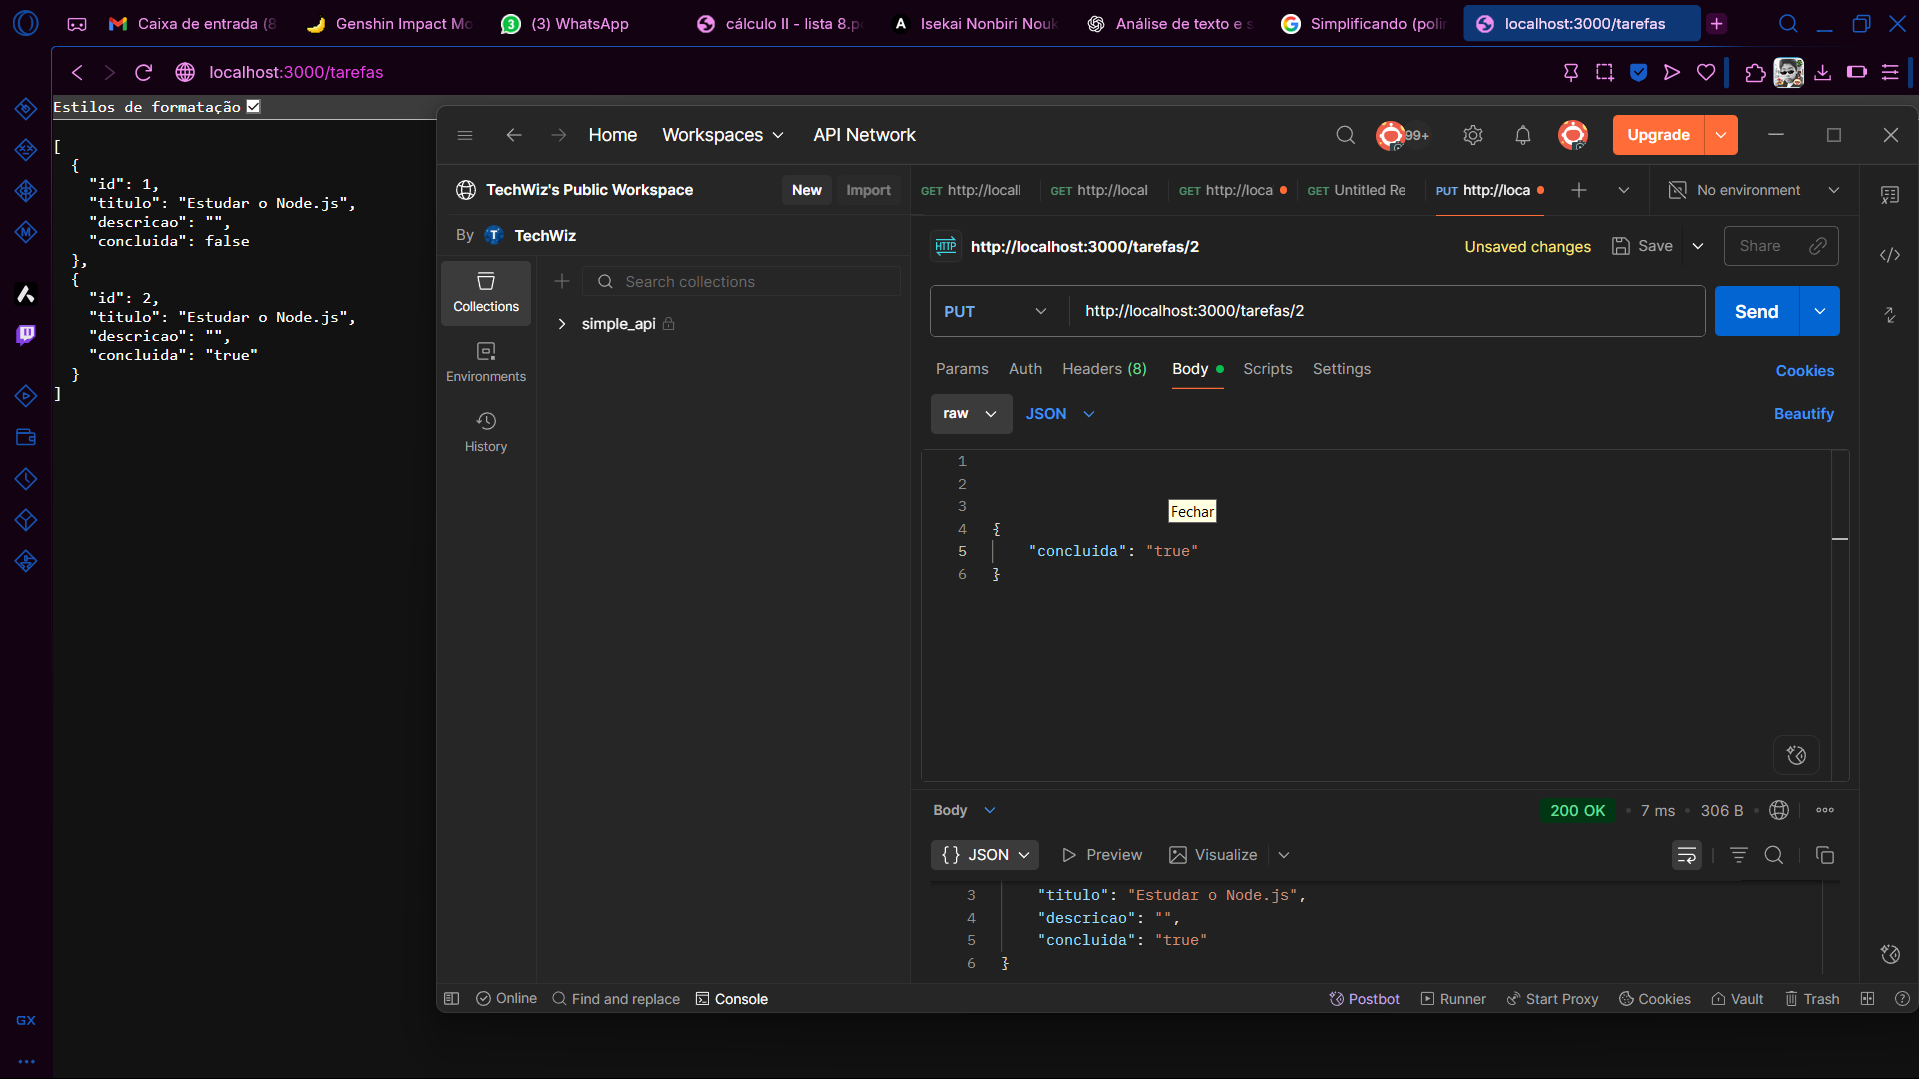 Caixa de entrada (8
Genshin Impact Mo
3
(3) WhatsApp
cálculo II - lista 8.p
A
Isekai Nonbiri Nouk
Análise de texto e s
Simplificando (polin
localhost:3000/tarefas
localhost:3000/tarefas
Estilos de formatação
[
{
"id": 1,
"titulo": "Estudar o Node.js",
"descricao": "",
"concluida": false
},
{
"id": 2,
"titulo": "Estudar o Node.js",
"descricao": "",
"concluida": "true"
}
]
GX
Home
Workspaces
API Network
99+
Upgrade
TechWiz's Public Workspace
New
Import
GET http://locall
GET http://local
GET http://loca
GET Untitled Re
PUT http://loca
No environment
By
T
TechWiz
HTTP
http://localhost:3000/tarefas/2
Unsaved changes
Save
Share
Collections
Search collections
simple_api
Environments
History
PUT
http://localhost:3000/tarefas/2
Send
Params
Auth
Headers (8)
Body
Scripts
Settings
Cookies
raw
JSON
Beautify
1
2
3
Fechar
4 {
5 "concluida": "true"
6 }
Body
200 OK
7 ms
306 B
{} JSON
Preview
Visualize
3 "titulo": "Estudar o Node.js",
4 "descricao": "",
5 "concluida": "true"
6 }
Online
Find and replace
Console
Postbot
Runner
Start Proxy
Cookies
Vault
Trash